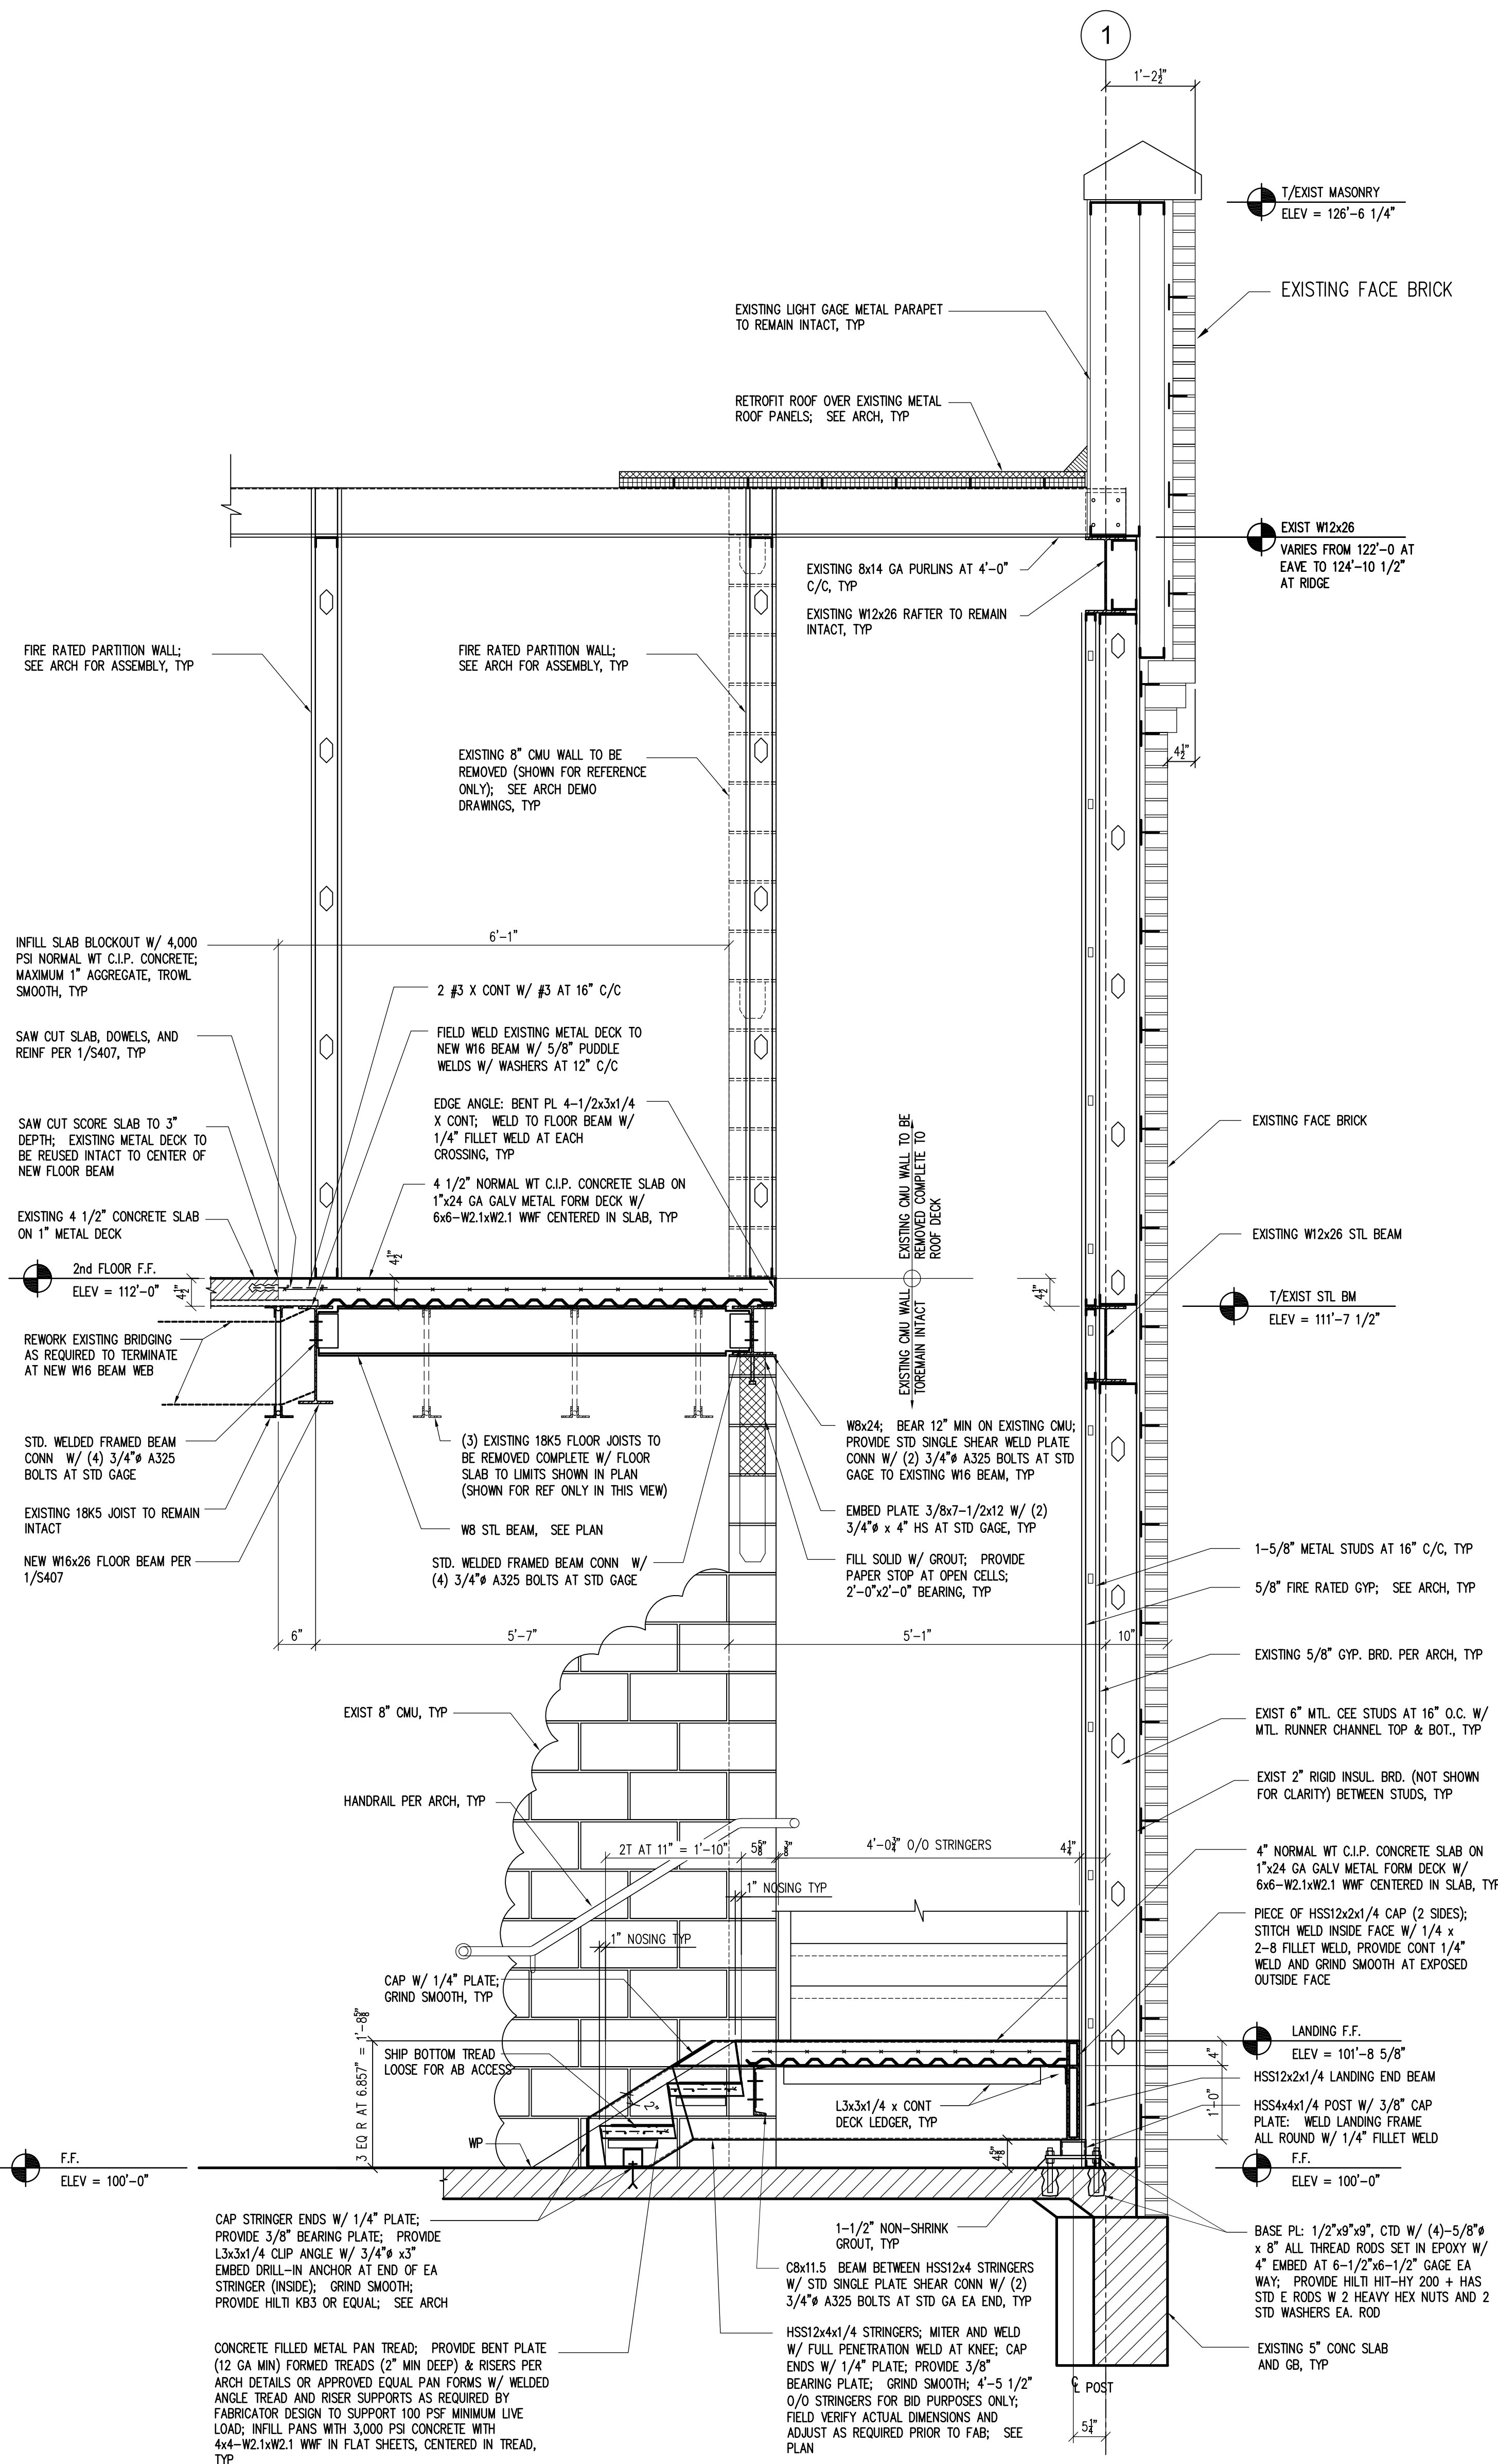 1
1'-2½"
T/EXIST MASONRY
ELEV = 126'-6 1/4"
EXISTING FACE BRICK
EXISTING LIGHT GAGE METAL PARAPET
TO REMAIN INTACT, TYP
RETROFIT ROOF OVER EXISTING METAL
ROOF PANELS; SEE ARCH, TYP
EXIST W12x26
VARIES FROM 122'-0 AT
EAVE TO 124'-10 1/2"
AT RIDGE
EXISTING 8x14 GA PURLINS AT 4'-0"
C/C, TYP
EXISTING W12x26 RAFTER TO REMAIN
INTACT, TYP
FIRE RATED PARTITION WALL;
SEE ARCH FOR ASSEMBLY, TYP
FIRE RATED PARTITION WALL;
SEE ARCH FOR ASSEMBLY, TYP
EXISTING 8" CMU WALL TO BE
REMOVED (SHOWN FOR REFERENCE
ONLY); SEE ARCH DEMO
DRAWINGS, TYP
4½"
INFILL SLAB BLOCKOUT W/ 4,000
PSI NORMAL WT C.I.P. CONCRETE;
MAXIMUM 1" AGGREGATE, TROWL
SMOOTH, TYP
6'-1"
2 #3 X CONT W/ #3 AT 16" C/C
SAW CUT SLAB, DOWELS, AND
REINF PER 1/S407, TYP
FIELD WELD EXISTING METAL DECK TO
NEW W16 BEAM W/ 5/8" PUDDLE
WELDS W/ WASHERS AT 12" C/C
SAW CUT SCORE SLAB TO 3"
DEPTH; EXISTING METAL DECK TO
BE REUSED INTACT TO CENTER OF
NEW FLOOR BEAM
EDGE ANGLE: BENT PL 4-1/2x3x1/4
X CONT; WELD TO FLOOR BEAM W/
1/4" FILLET WELD AT EACH
CROSSING, TYP
EXISTING CMU WALL TO BE
REMOVED COMPLETE TO
ROOF DECK
EXISTING FACE BRICK
4 1/2" NORMAL WT C.I.P. CONCRETE SLAB ON
1"x24 GA GALV METAL FORM DECK W/
6x6-W2.1xW2.1 WWF CENTERED IN SLAB, TYP
EXISTING 4 1/2" CONCRETE SLAB
ON 1" METAL DECK
EXISTING W12x26 STL BEAM
2nd FLOOR F.F.
ELEV = 112'-0"
4½"
4½"
4½"
T/EXIST STL BM
ELEV = 111'-7 1/2"
EXISTING CMU WALL
TOREMAIN INTACT
REWORK EXISTING BRIDGING
AS REQUIRED TO TERMINATE
AT NEW W16 BEAM WEB
STD. WELDED FRAMED BEAM
CONN W/ (4) 3/4"ø A325
BOLTS AT STD GAGE
(3) EXISTING 18K5 FLOOR JOISTS TO
BE REMOVED COMPLETE W/ FLOOR
SLAB TO LIMITS SHOWN IN PLAN
(SHOWN FOR REF ONLY IN THIS VIEW)
W8x24; BEAR 12" MIN ON EXISTING CMU;
PROVIDE STD SINGLE SHEAR WELD PLATE
CONN W/ (2) 3/4"ø A325 BOLTS AT STD
GAGE TO EXISTING W16 BEAM, TYP
EXISTING 18K5 JOIST TO REMAIN
INTACT
W8 STL BEAM, SEE PLAN
EMBED PLATE 3/8x7-1/2x12 W/ (2)
3/4"ø x 4" HS AT STD GAGE, TYP
NEW W16x26 FLOOR BEAM PER
1/S407
STD. WELDED FRAMED BEAM CONN W/
(4) 3/4"ø A325 BOLTS AT STD GAGE
FILL SOLID W/ GROUT; PROVIDE
PAPER STOP AT OPEN CELLS;
2'-0"x2'-0" BEARING, TYP
1-5/8" METAL STUDS AT 16" C/C, TYP
5/8" FIRE RATED GYP; SEE ARCH, TYP
6"
5'-7"
5'-1"
10"
EXISTING 5/8" GYP. BRD. PER ARCH, TYP
EXIST 8" CMU, TYP
EXIST 6" MTL. CEE STUDS AT 16" O.C. W/
MTL. RUNNER CHANNEL TOP & BOT., TYP
HANDRAIL PER ARCH, TYP
EXIST 2" RIGID INSUL. BRD. (NOT SHOWN
FOR CLARITY) BETWEEN STUDS, TYP
2T AT 11" = 1'-10"
5⅝"
⅜"
4'-0¾" O/O STRINGERS
4¼"
1" NOSING TYP
4" NORMAL WT C.I.P. CONCRETE SLAB ON
1"x24 GA GALV METAL FORM DECK W/
6x6-W2.1xW2.1 WWF CENTERED IN SLAB, TYP
1" NOSING TYP
PIECE OF HSS12x2x1/4 CAP (2 SIDES);
STITCH WELD INSIDE FACE W/ 1/4 x
2-8 FILLET WELD, PROVIDE CONT 1/4"
WELD AND GRIND SMOOTH AT EXPOSED
OUTSIDE FACE
CAP W/ 1/4" PLATE;
GRIND SMOOTH, TYP
3 EQ R AT 6.857" = 1'-8⅝"
SHIP BOTTOM TREAD
LOOSE FOR AB ACCESS
LANDING F.F.
ELEV = 101'-8 5/8"
4"
1'-0"
HSS12x2x1/4 LANDING END BEAM
2"
L3x3x1/4 x CONT
DECK LEDGER, TYP
HSS4x4x1/4 POST W/ 3/8" CAP
PLATE: WELD LANDING FRAME
ALL ROUND W/ 1/4" FILLET WELD
WP
4⅝"
F.F.
ELEV = 100'-0"
F.F.
ELEV = 100'-0"
CAP STRINGER ENDS W/ 1/4" PLATE;
PROVIDE 3/8" BEARING PLATE; PROVIDE
L3x3x1/4 CLIP ANGLE W/ 3/4"ø x3"
EMBED DRILL-IN ANCHOR AT END OF EA
STRINGER (INSIDE); GRIND SMOOTH;
PROVIDE HILTI KB3 OR EQUAL; SEE ARCH
1-1/2" NON-SHRINK
GROUT, TYP
BASE PL: 1/2"x9"x9", CTD W/ (4)-5/8"ø
x 8" ALL THREAD RODS SET IN EPOXY W/
4" EMBED AT 6-1/2"x6-1/2" GAGE EA
WAY; PROVIDE HILTI HIT-HY 200 + HAS
STD E RODS W 2 HEAVY HEX NUTS AND 2
STD WASHERS EA. ROD
C8x11.5 BEAM BETWEEN HSS12x4 STRINGERS
W/ STD SINGLE PLATE SHEAR CONN W/ (2)
3/4"ø A325 BOLTS AT STD GA EA END, TYP
CONCRETE FILLED METAL PAN TREAD; PROVIDE BENT PLATE
(12 GA MIN) FORMED TREADS (2" MIN DEEP) & RISERS PER
ARCH DETAILS OR APPROVED EQUAL PAN FORMS W/ WELDED
ANGLE TREAD AND RISER SUPPORTS AS REQUIRED BY
FABRICATOR DESIGN TO SUPPORT 100 PSF MINIMUM LIVE
LOAD; INFILL PANS WITH 3,000 PSI CONCRETE WITH
4x4-W2.1xW2.1 WWF IN FLAT SHEETS, CENTERED IN TREAD,
TYP
HSS12x4x1/4 STRINGERS; MITER AND WELD
W/ FULL PENETRATION WELD AT KNEE; CAP
ENDS W/ 1/4" PLATE; PROVIDE 3/8"
BEARING PLATE; GRIND SMOOTH; 4'-5 1/2"
O/O STRINGERS FOR BID PURPOSES ONLY;
FIELD VERIFY ACTUAL DIMENSIONS AND
ADJUST AS REQUIRED PRIOR TO FAB; SEE
PLAN
EXISTING 5" CONC SLAB
AND GB, TYP
℄ POST
5¼"